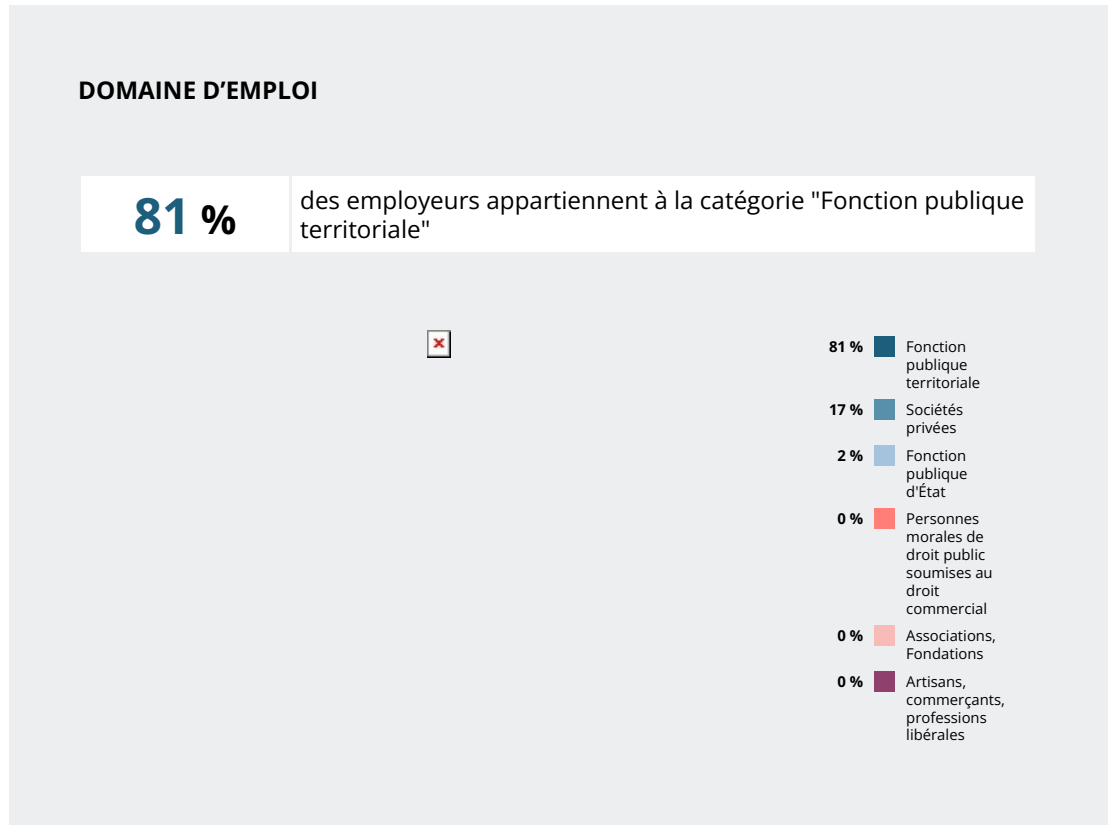 DOMAINE D’EMPLOI
81 %
des employeurs appartiennent à la catégorie "Fonction publique
territoriale"
81 %
Fonction
publique
territoriale
17 %
Sociétés
privées
2 %
Fonction
publique
d'État
0 %
Personnes
morales de
droit public
soumises au
droit
commercial
0 %
Associations,
Fondations
0 %
Artisans,
commerçants,
professions
libérales